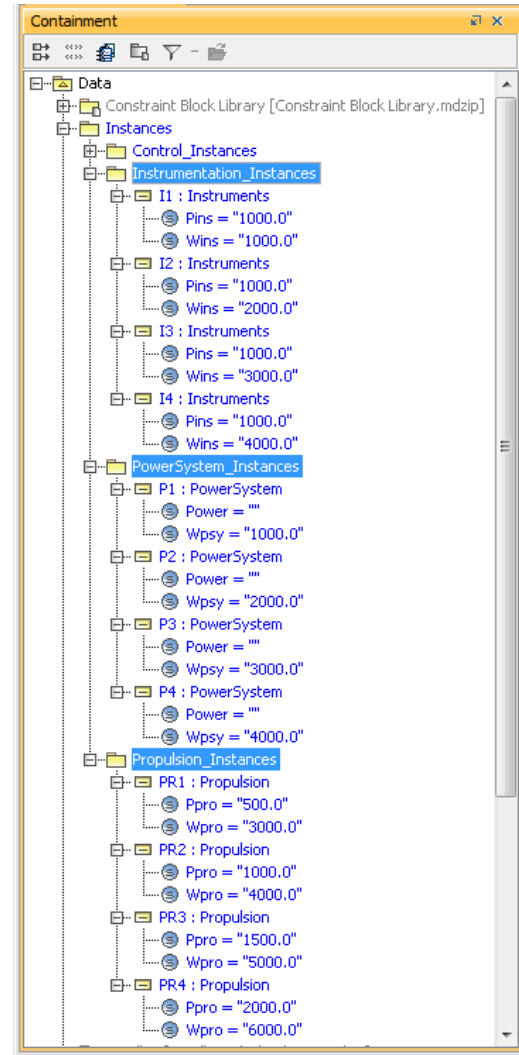 Containment
Data
Constraint Block Library [Constraint Block Library.mdzip]
Instances
Control_Instances
Instrumentation_Instances
I1 : Instruments
Pins = "1000.0"
Wins = "1000.0"
I2 : Instruments
Pins = "1000.0"
Wins = "2000.0"
I3 : Instruments
Pins = "1000.0"
Wins = "3000.0"
I4 : Instruments
Pins = "1000.0"
Wins = "4000.0"
PowerSystem_Instances
P1 : PowerSystem
Power = ""
Wpsy = "1000.0"
P2 : PowerSystem
Power = ""
Wpsy = "2000.0"
P3 : PowerSystem
Power = ""
Wpsy = "3000.0"
P4 : PowerSystem
Power = ""
Wpsy = "4000.0"
Propulsion_Instances
PR1 : Propulsion
Ppro = "500.0"
Wpro = "3000.0"
PR2 : Propulsion
Ppro = "1000.0"
Wpro = "4000.0"
PR3 : Propulsion
Ppro = "1500.0"
Wpro = "5000.0"
PR4 : Propulsion
Ppro = "2000.0"
Wpro = "6000.0"